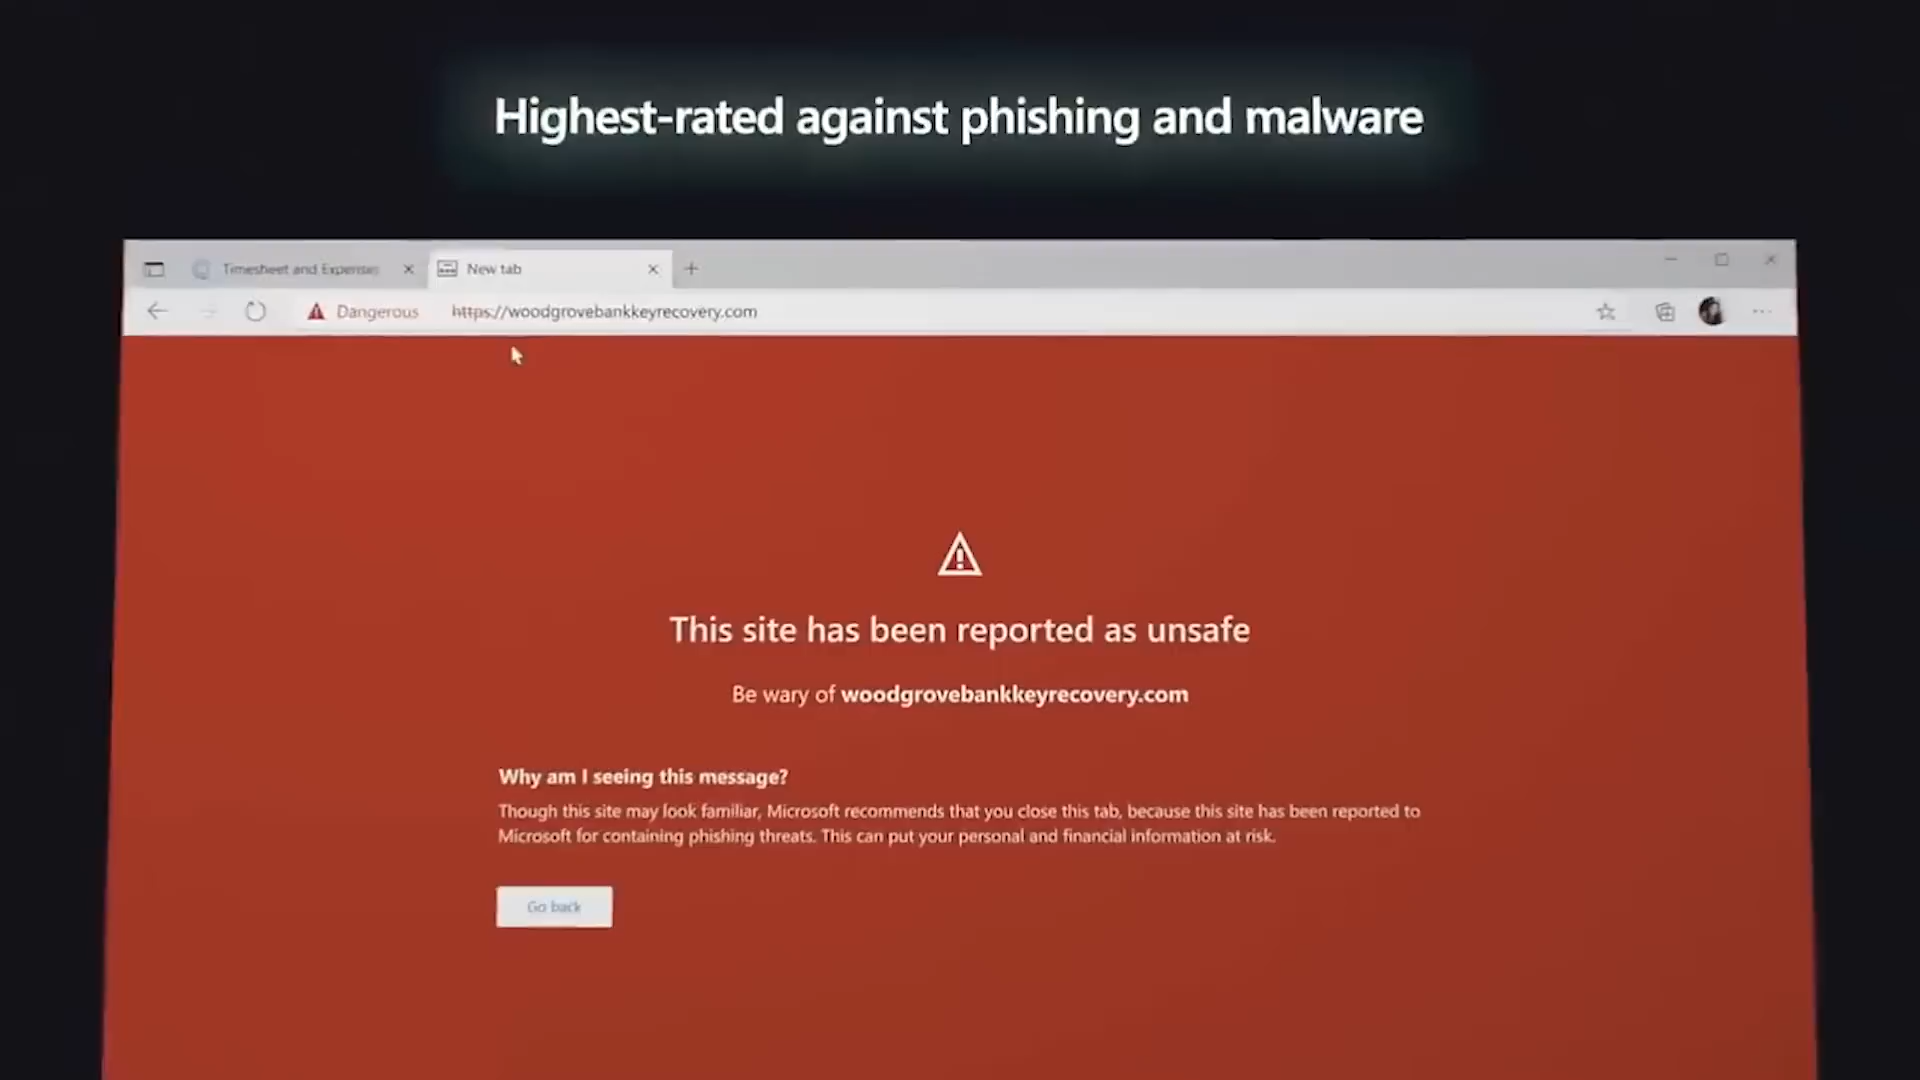 Highest-rated against phishing and malware
Timesheet and Expenses
New tab
Dangerous https://woodgrovebankkeyrecovery.com
This site has been reported as unsafe
Be wary of woodgrovebankkeyrecovery.com
Why am I seeing this message?
Though this site may look familiar, Microsoft recommends that you close this tab, because this site has been reported to
Microsoft for containing phishing threats. This can put your personal and financial information at risk.
Go back